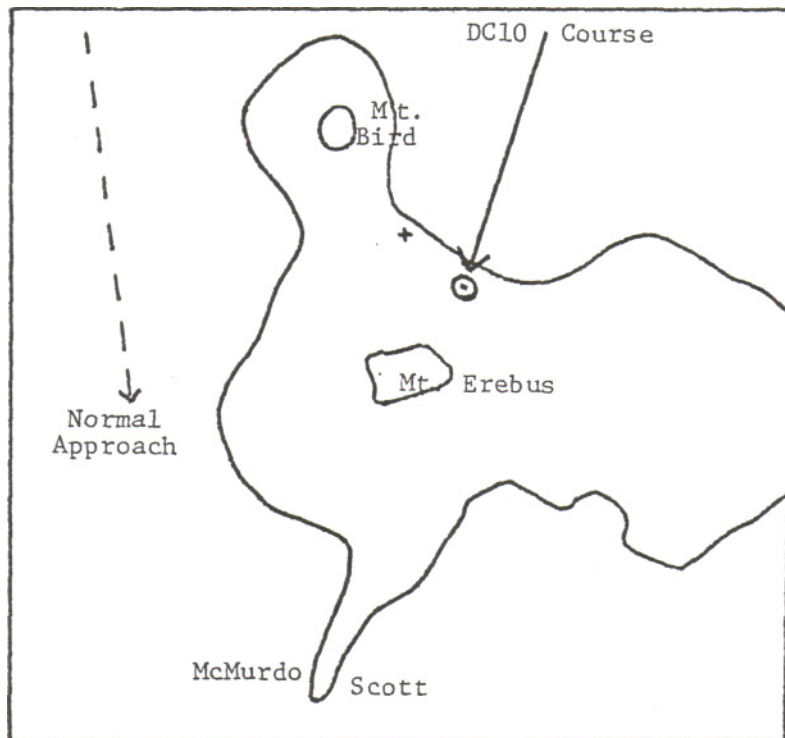 DC10 Course
Mt.
Bird
Mt. Erebus
Normal
Approach
McMurdo
Scott